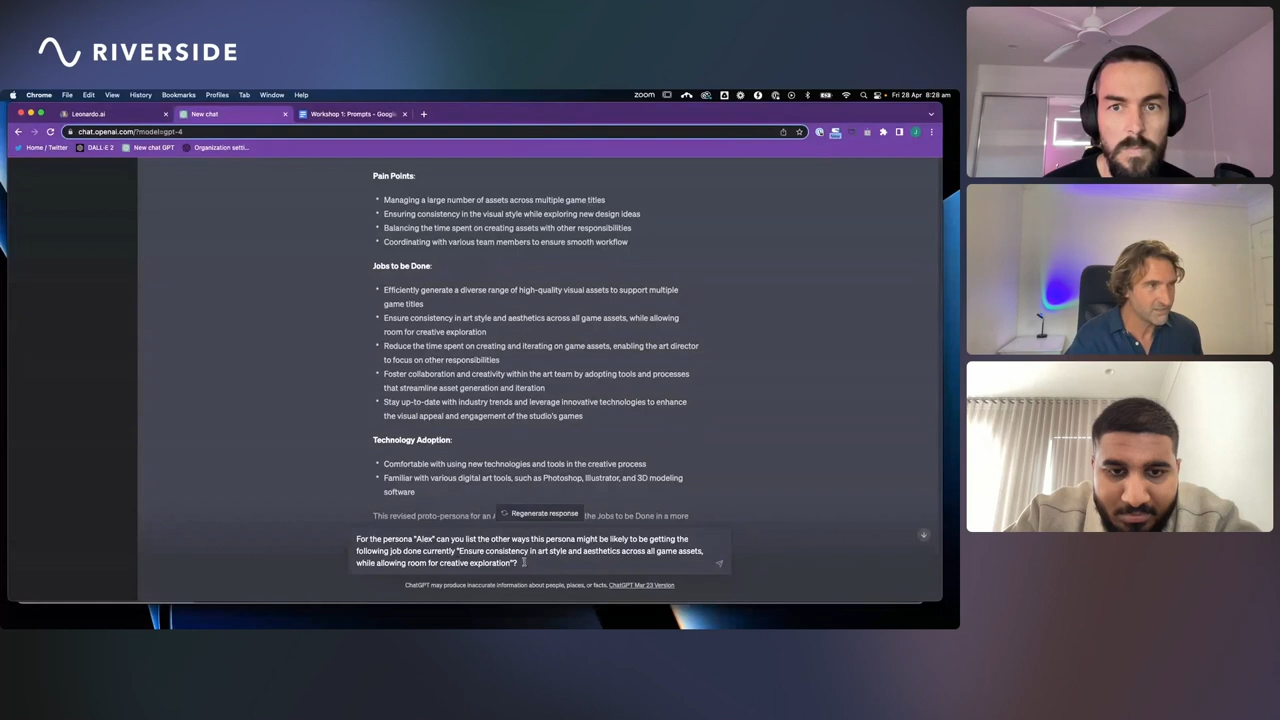 RIVERSIDE
Chrome File Edit View History Bookmarks Profiles Tab Window Help
zoom
Fri 28 Apr 8:28 am
Leonardo.ai
New chat
Workshop 1: Prompts - Goog
chat.openai.com/?model=gpt-4
Home / Twitter DALL·E 2 New chat GPT Organization setti...
Pain Points:
• Managing a large number of assets across multiple game titles
• Ensuring consistency in the visual style while exploring new design ideas
• Balancing the time spent on creating assets with other responsibilities
• Coordinating with various team members to ensure smooth workflow
Jobs to be Done:
• Efficiently generate a diverse range of high-quality visual assets to support multiple
game titles
• Ensure consistency in art style and aesthetics across all game assets, while allowing
room for creative exploration
• Reduce the time spent on creating and iterating on game assets, enabling the art director
to focus on other responsibilities
• Foster collaboration and creativity within the art team by adopting tools and processes
that streamline asset generation and iteration
• Stay up-to-date with industry trends and leverage innovative technologies to enhance
the visual appeal and engagement of the studio's games
Technology Adoption:
• Comfortable with using new technologies and tools in the creative process
• Familiar with various digital art tools, such as Photoshop, Illustrator, and 3D modeling
software
This revised proto-persona for an
the Jobs to be Done in a more
Regenerate response
For the persona "Alex" can you list the other ways this persona might be likely to be getting the
following job done currently "Ensure consistency in art style and aesthetics across all game assets,
while allowing room for creative exploration"?
ChatGPT may produce inaccurate information about people, places, or facts. ChatGPT Mar 23 Version